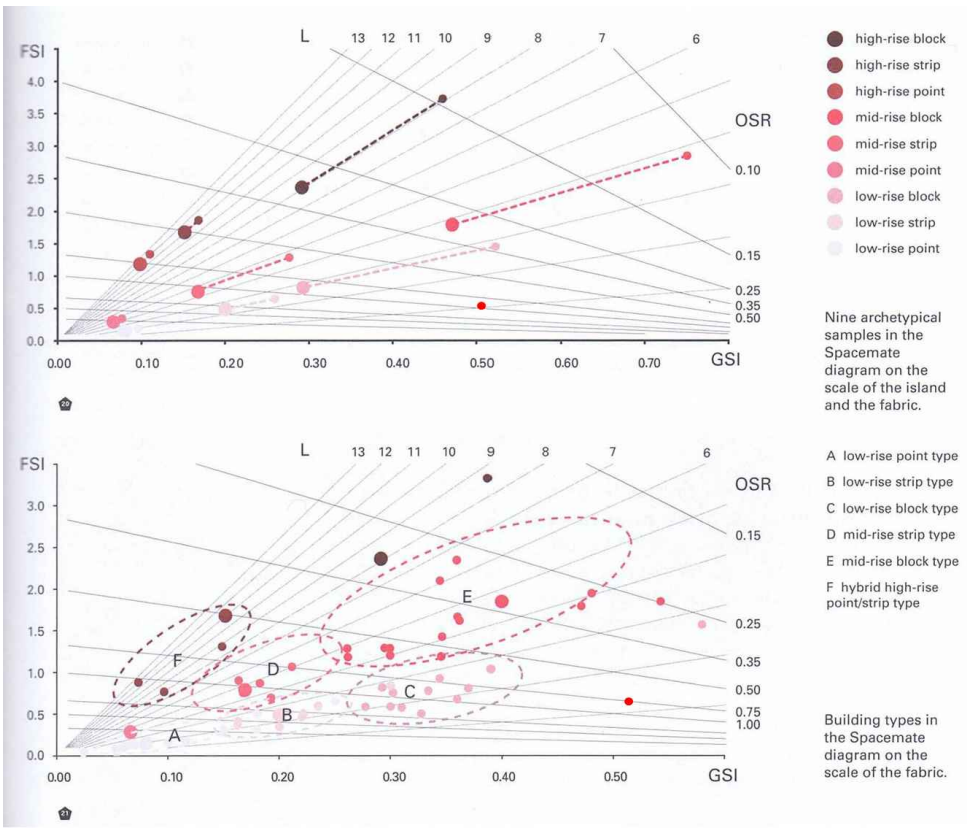 L 13 12 11 10 9 8 7 6
FSI
4.0
3.5
3.0
2.5
2.0
1.5
1.0
0.5
0.0
OSR
0.10
0.15
0.25
0.35
0.50
0.00 0.10 0.20 0.30 0.40 0.50 0.60 0.70 GSI
20
high-rise block
high-rise strip
high-rise point
mid-rise block
mid-rise strip
mid-rise point
low-rise block
low-rise strip
low-rise point
Nine archetypical
samples in the
Spacemate
diagram on the
scale of the island
and the fabric.
L 13 12 11 10 9 8 7 6
FSI
3.0
2.5
2.0
1.5
1.0
0.5
0.0
OSR
0.15
0.25
0.35
0.50
0.75
1.00
E
F
D
C
B
A
0.00 0.10 0.20 0.30 0.40 0.50 GSI
21
A low-rise point type
B low-rise strip type
C low-rise block type
D mid-rise strip type
E mid-rise block type
F hybrid high-rise
point/strip type
Building types in
the Spacemate
diagram on the
scale of the fabric.